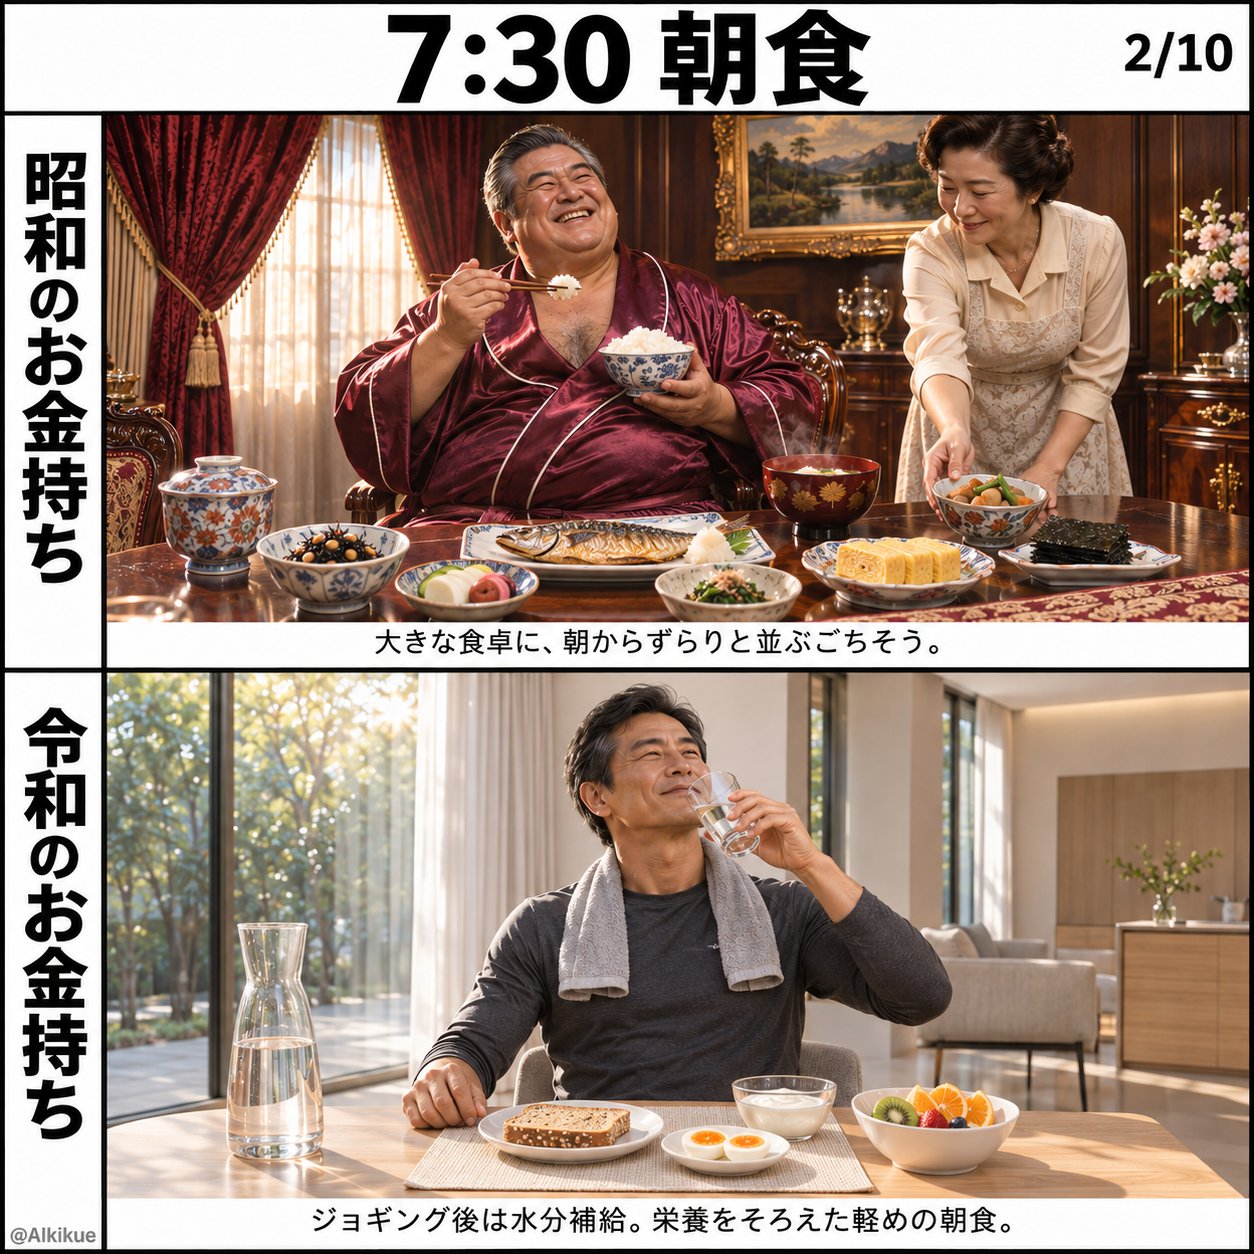 7:30 朝食
2/10
昭和のお金持ち
大きな食卓に、朝からずらりと並ぶごちそう。
令和のお金持ち
ジョギング後は水分補給。栄養をそろえた軽めの朝食。
@Alkikue